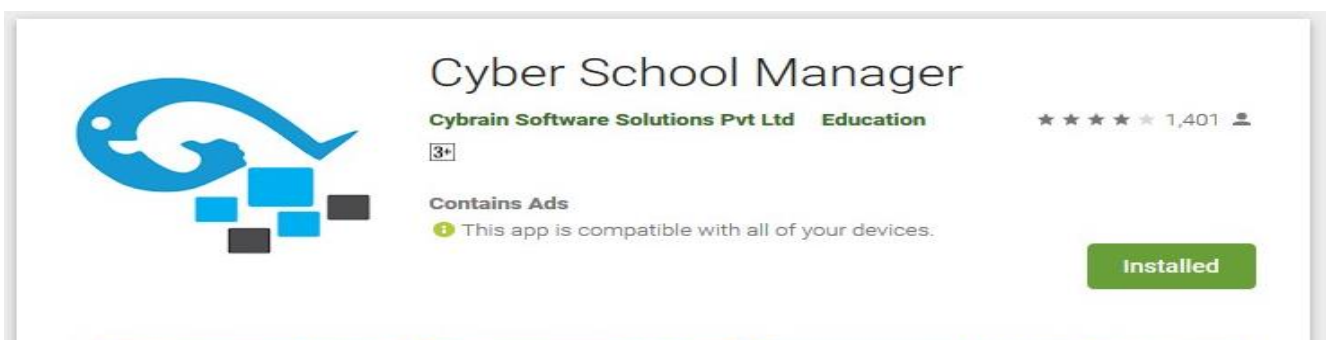 Cyber School Manager
Cybrain Software Solutions Pvt Ltd Education 1,401
3+
Contains Ads
This app is compatible with all of your devices.
Installed